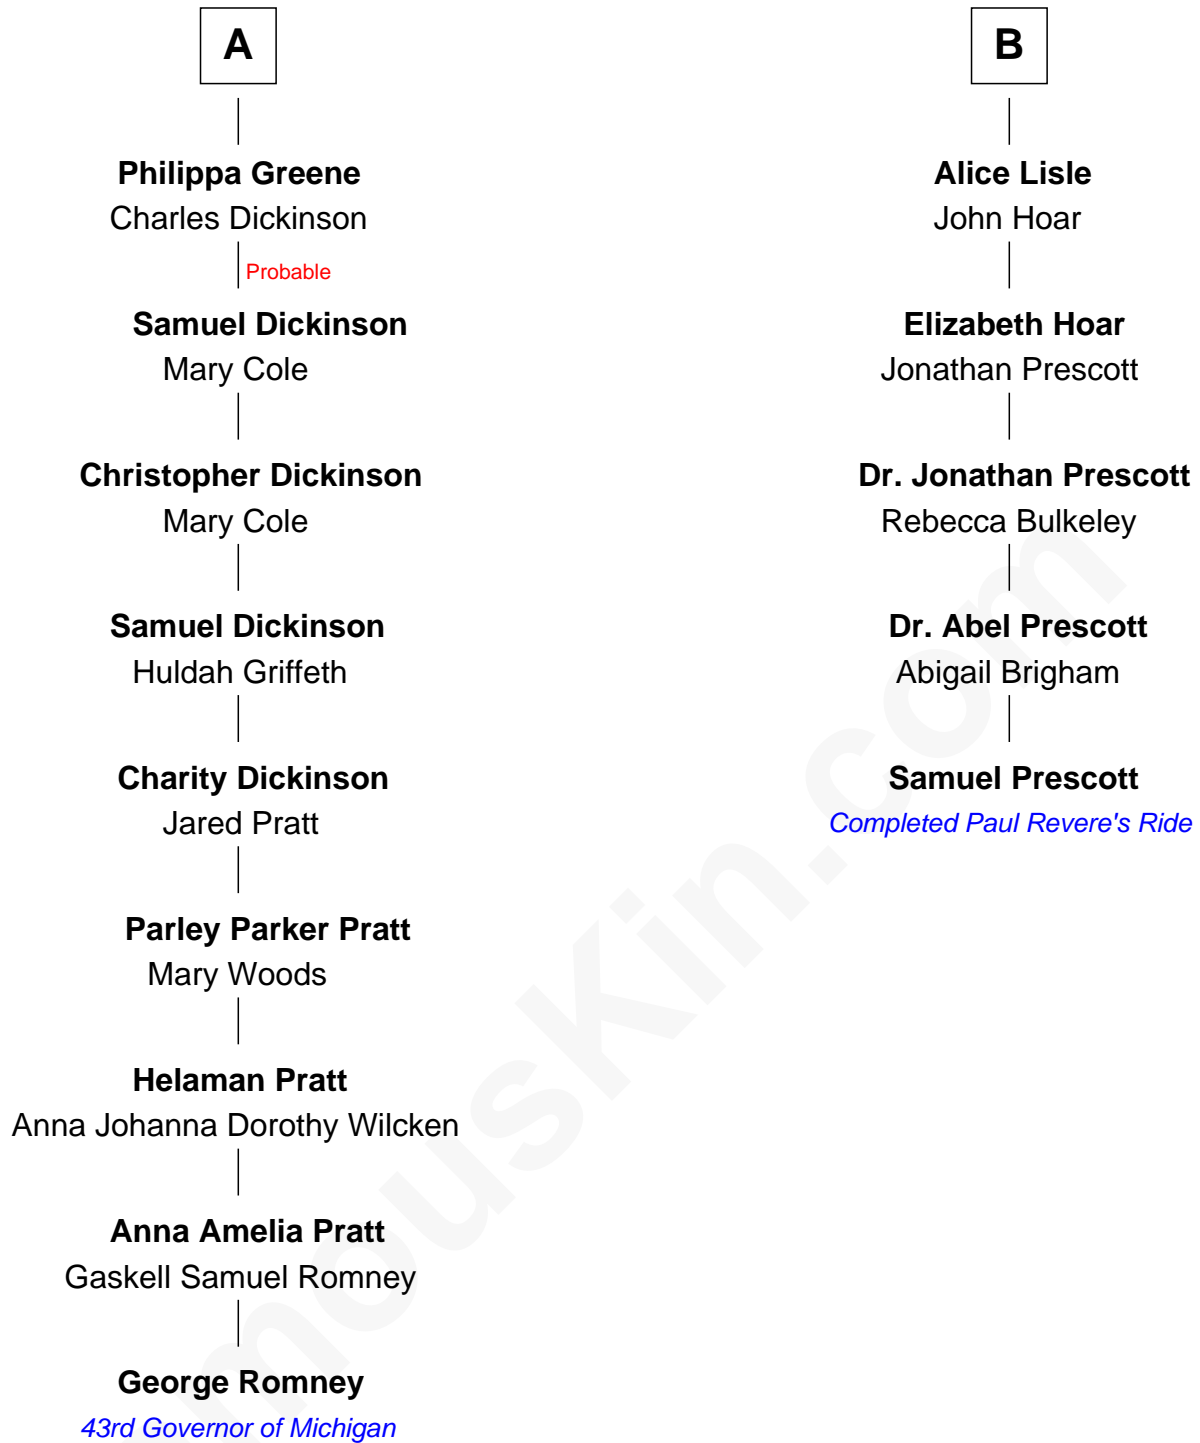 A
Philippa Greene
Charles Dickinson
Probable
Samuel Dickinson
Mary Cole
Christopher Dickinson
Mary Cole
Samuel Dickinson
Huldah Griffeth
Charity Dickinson
Jared Pratt
Parley Parker Pratt
Mary Woods
Helaman Pratt
Anna Johanna Dorothy Wilcken
Anna Amelia Pratt
Gaskell Samuel Romney
George Romney
43rd Governor of Michigan
B
Alice Lisle
John Hoar
Elizabeth Hoar
Jonathan Prescott
Dr. Jonathan Prescott
Rebecca Bulkeley
Dr. Abel Prescott
Abigail Brigham
Samuel Prescott
Completed Paul Revere's Ride
mouskin.com